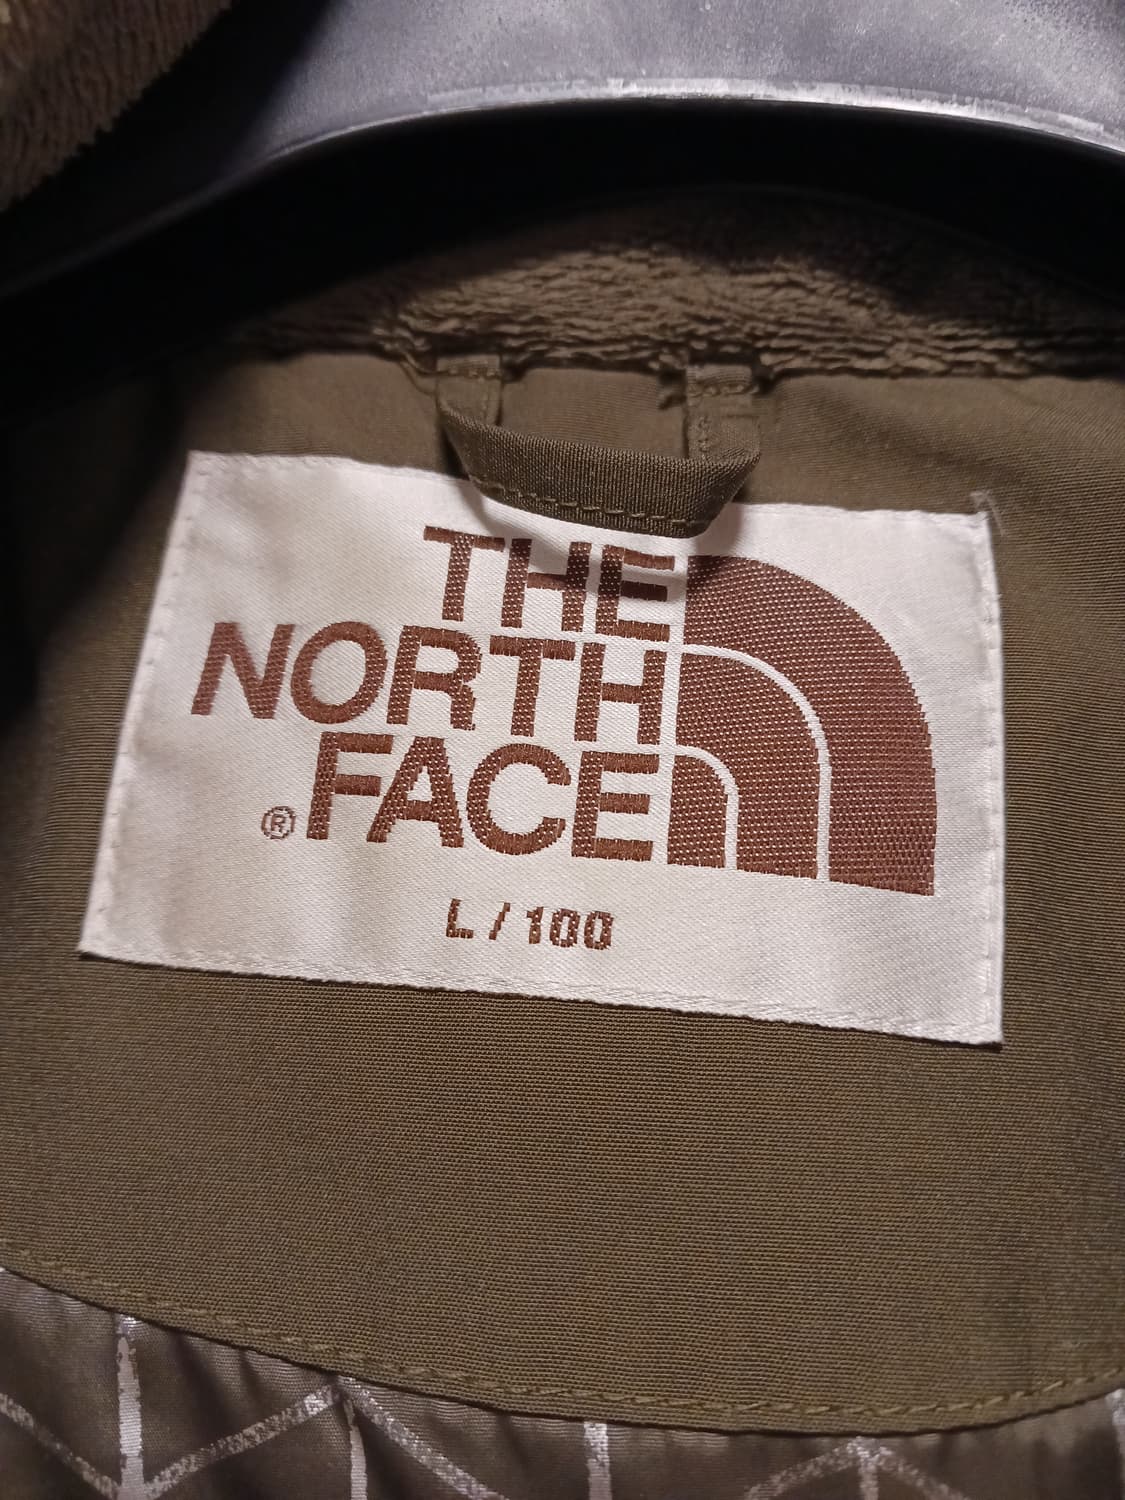 THE
NORTH
®FACE
L / 100